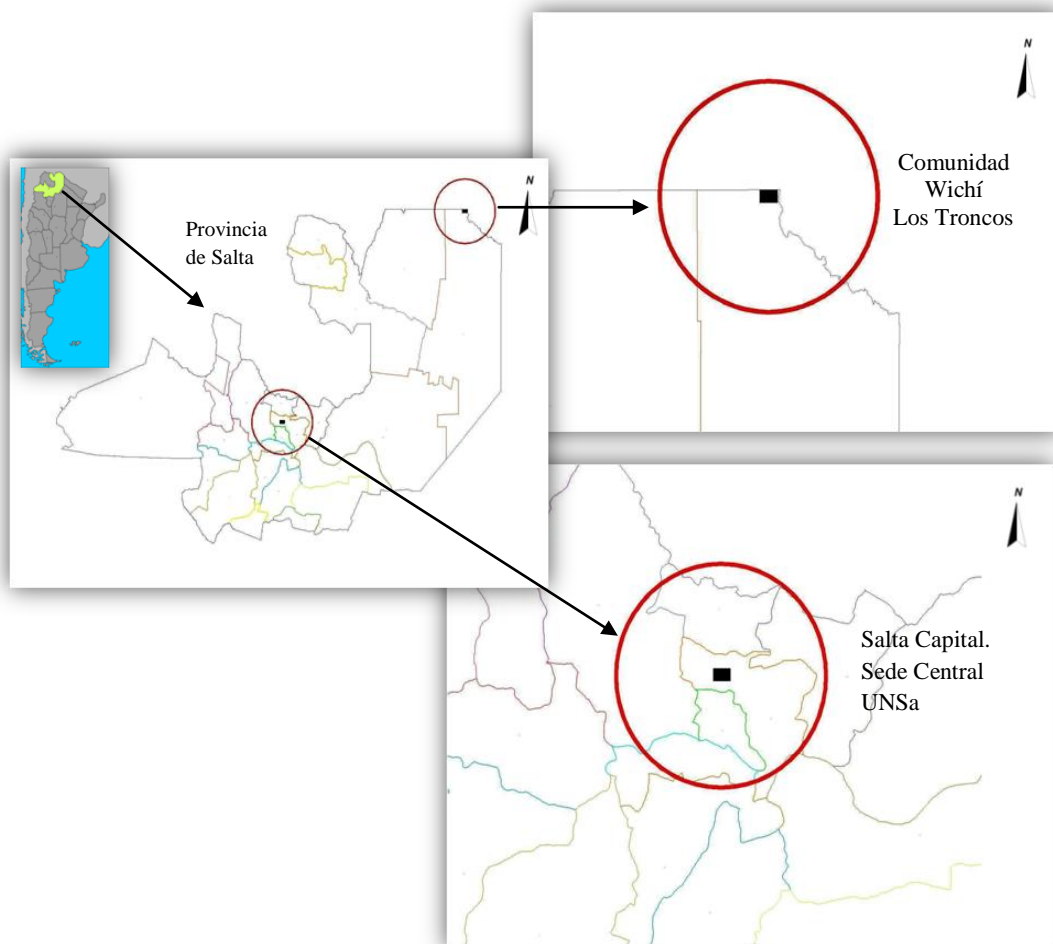 N
Comunidad
Wichí
Los Troncos
N
Provincia
de Salta
N
Salta Capital.
Sede Central
UNSa